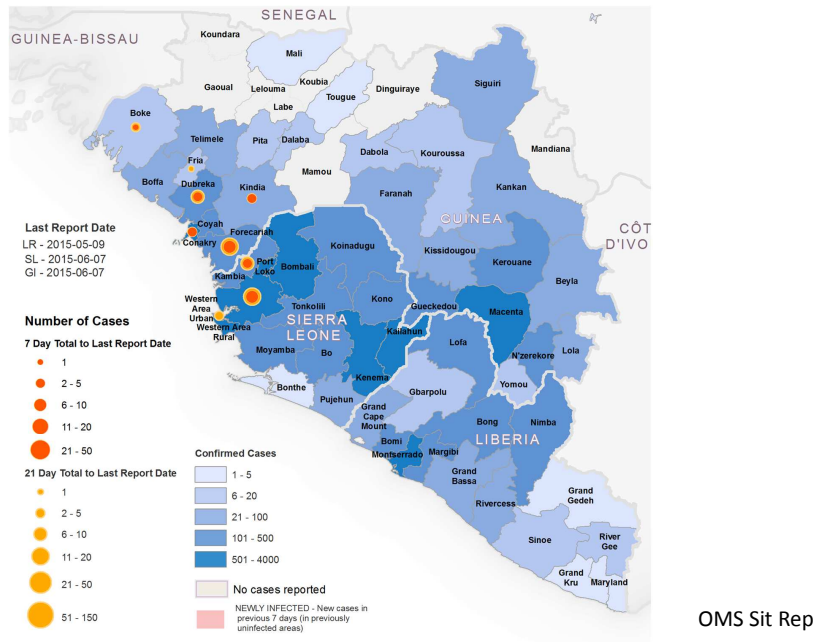 SENEGAL
GUINEA-BISSAU
Koundara
Mali
Gaoual
Lelouma
Koubia
Labe
Tougue
Dinguiraye
Siguiri
Boke
Telimele
Pita
Dalaba
Dabola
Kouroussa
Mandiana
Fria
Mamou
Boffa
Dubreka
Kindia
Faranah
Kankan
GUINEA
CÔT
D'IVO
Last Report Date
LR - 2015-05-09
SL - 2015-06-07
GI - 2015-06-07
Coyah
Conakry
Forecariah
Koinadugu
Kissidougou
Kerouane
Beyla
Kambia
Port
Loko
Bombali
Kono
Gueckedou
Macenta
Western
Area
Urban
Western Area
Rural
Tonkolili
SIERRA
LEONE
Kailahun
Lofa
N'zerekore
Lola
Moyamba
Bo
Kenema
Yomou
Bonthe
Pujehun
Gbarpolu
Grand
Cape
Mount
Bong
Nimba
LIBERIA
Bomi
Montserrado
Margibi
Grand
Bassa
Rivercess
Grand
Gedeh
Sinoe
River
Gee
Grand
Kru
Maryland
Number of Cases
7 Day Total to Last Report Date
1
2 - 5
6 - 10
11 - 20
21 - 50
21 Day Total to Last Report Date
1
2 - 5
6 - 10
11 - 20
21 - 50
51 - 150
Confirmed Cases
1 - 5
6 - 20
21 - 100
101 - 500
501 - 4000
No cases reported
NEWLY INFECTED - New cases in
previous 7 days (in previously
uninfected areas)
OMS Sit Rep